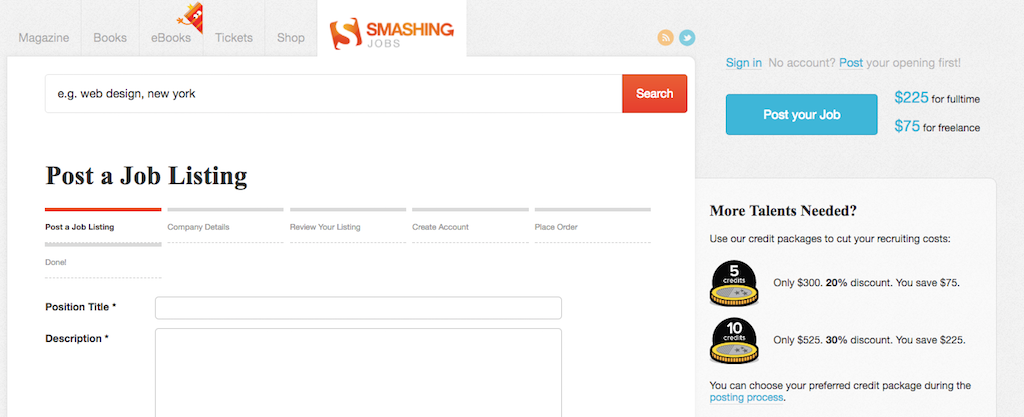 Magazine
Books
eBooks
Tickets
Shop
SMASHING
JOBS
Sign in No account? Post your opening first!
e.g. web design, new york
Search
Post your Job
$225 for fulltime
$75 for freelance
Post a Job Listing
Post a Job Listing
Company Details
Review Your Listing
Create Account
Place Order
Done!
Position Title *
Description *
More Talents Needed?
Use our credit packages to cut your recruiting costs:
5
credits
Only $300. 20% discount. You save $75.
10
credits
Only $525. 30% discount. You save $225.
You can choose your preferred credit package during the
posting process.